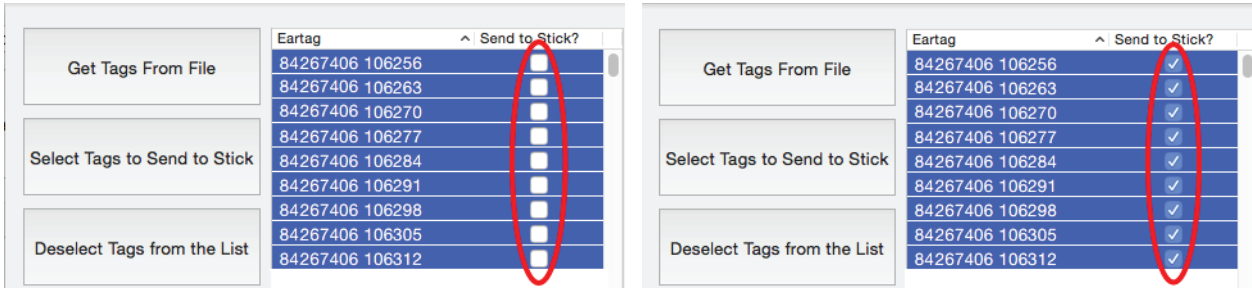 Get Tags From File
Select Tags to Send to Stick
Deselect Tags from the List
Eartag Send to Stick?
84267406 106256
84267406 106263
84267406 106270
84267406 106277
84267406 106284
84267406 106291
84267406 106298
84267406 106305
84267406 106312
Get Tags From File
Select Tags to Send to Stick
Deselect Tags from the List
Eartag Send to Stick?
84267406 106256
84267406 106263
84267406 106270
84267406 106277
84267406 106284
84267406 106291
84267406 106298
84267406 106305
84267406 106312